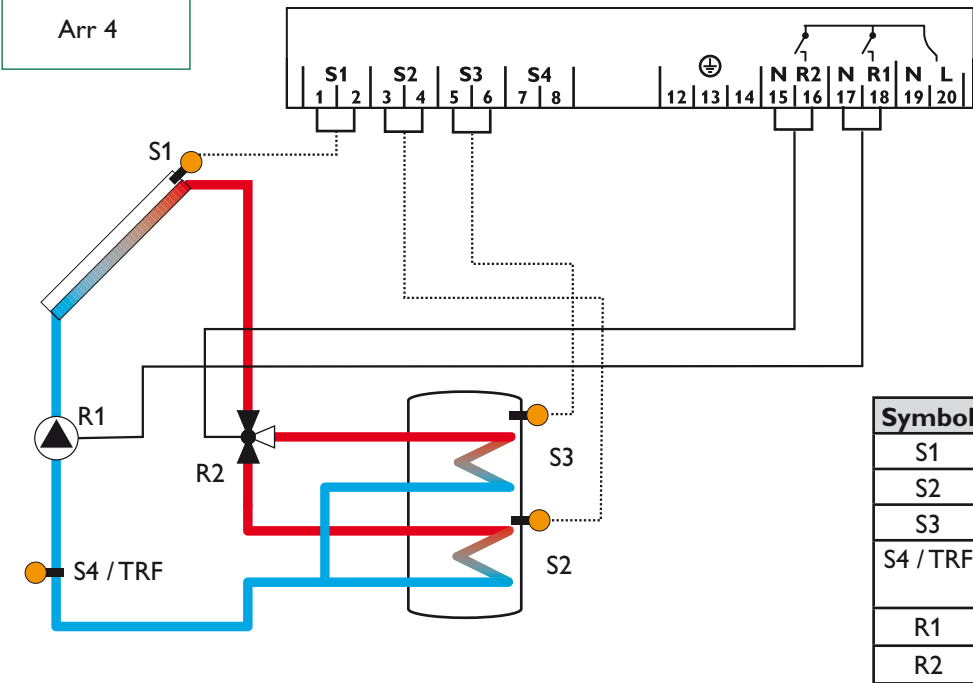 Arr 4
S1 S2 S3 S4 N R2 N R1 N L
1 2 3 4 5 6 7 8 12 13 14 15 16 17 18 19 20
S1
R1
R2
S3
S2
S4 / TRF
Symbol
S1
S2
S3
S4 / TRF
R1
R2